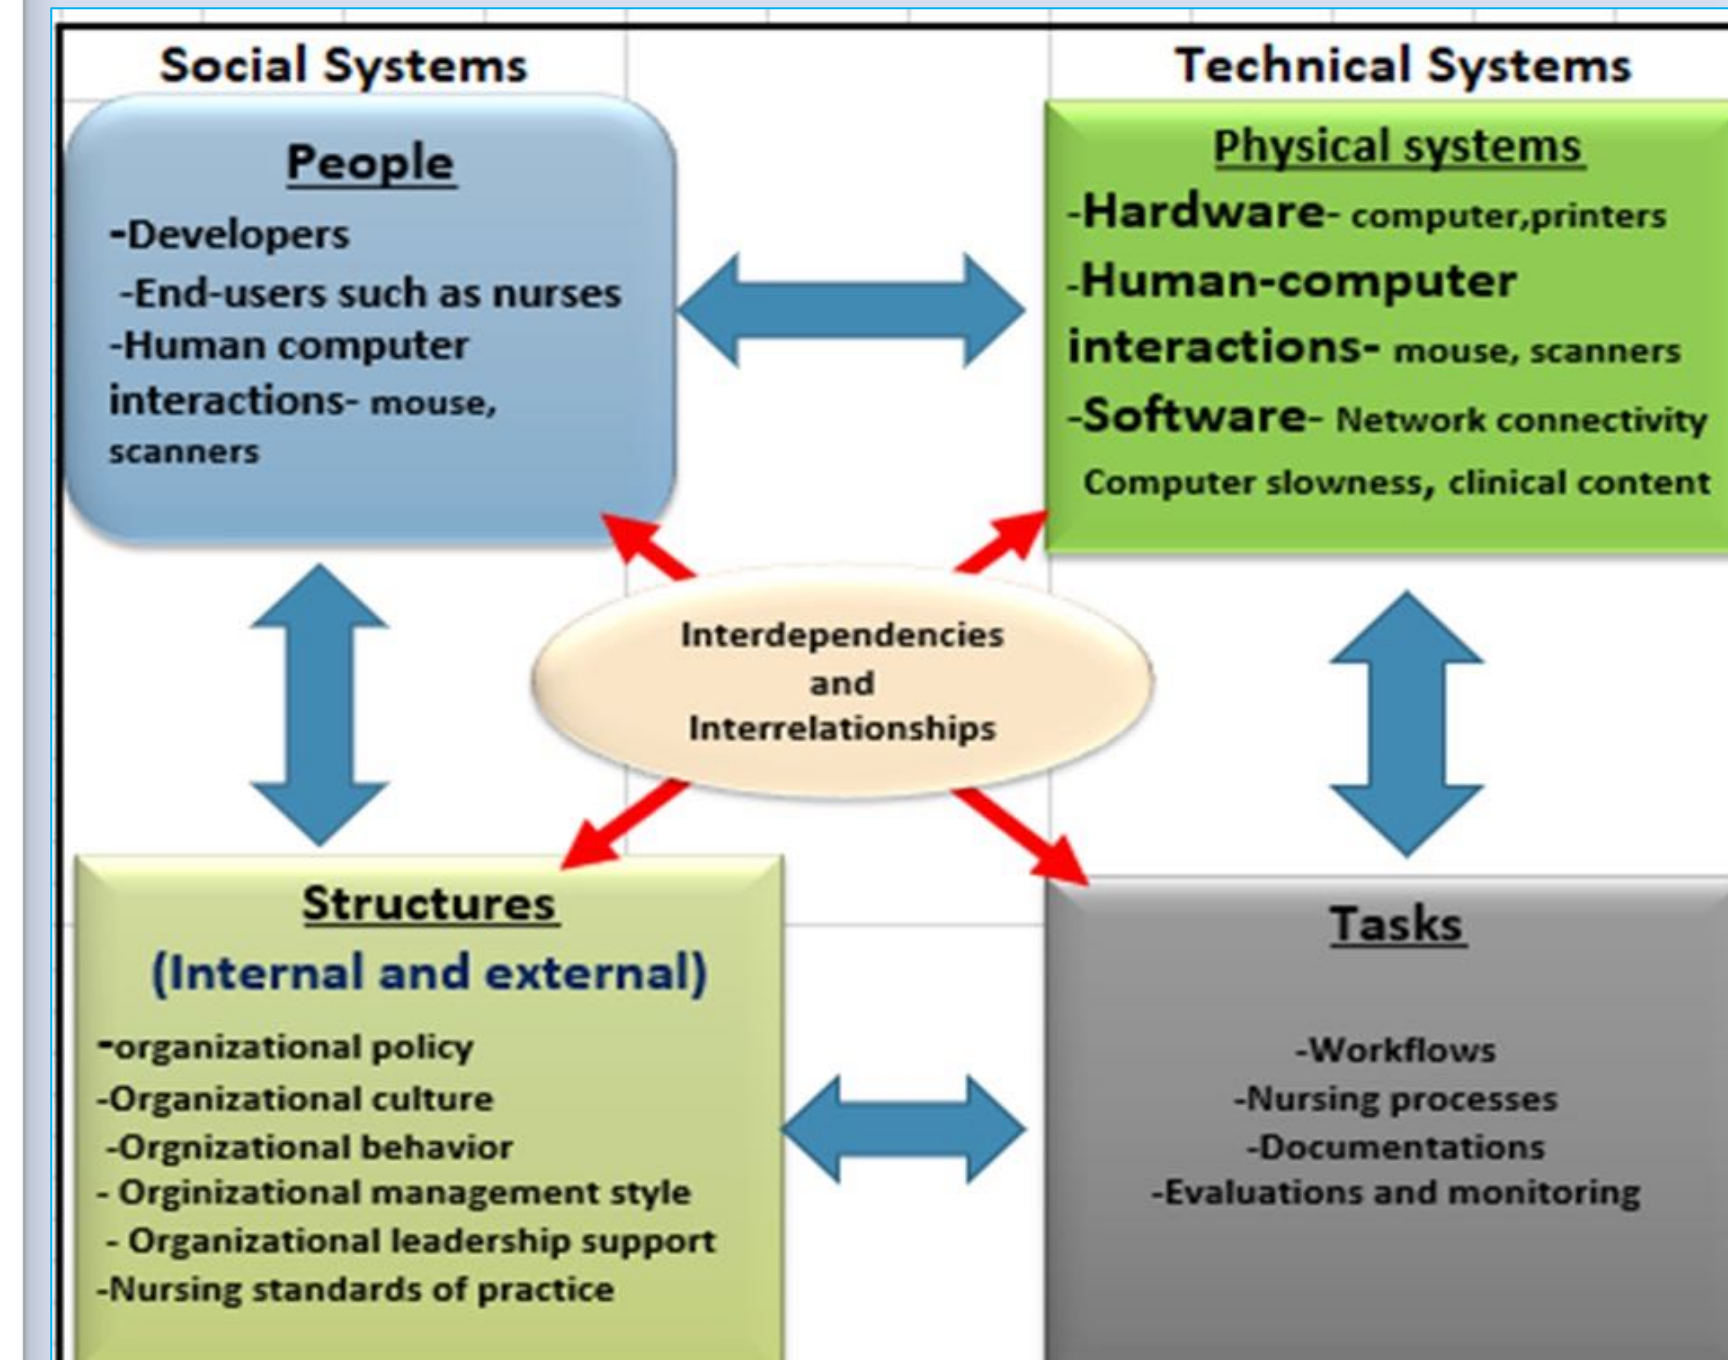 Social Systems
Technical Systems
People
-Developers
-End-users such as nurses
-Human computer
interactions- mouse,
scanners
Physical systems
-Hardware- computer,printers
-Human-computer
interactions- mouse, scanners
-Software- Network connectivity
Computer slowness, clinical content
Interdependencies
and
Interrelationships
Structures
(Internal and external)
-organizational policy
-Organizational culture
-Orgnizational behavior
- Orginizational management style
- Organizational leadership support
-Nursing standards of practice
Tasks
-Workflows
-Nursing processes
-Documentations
-Evaluations and monitoring